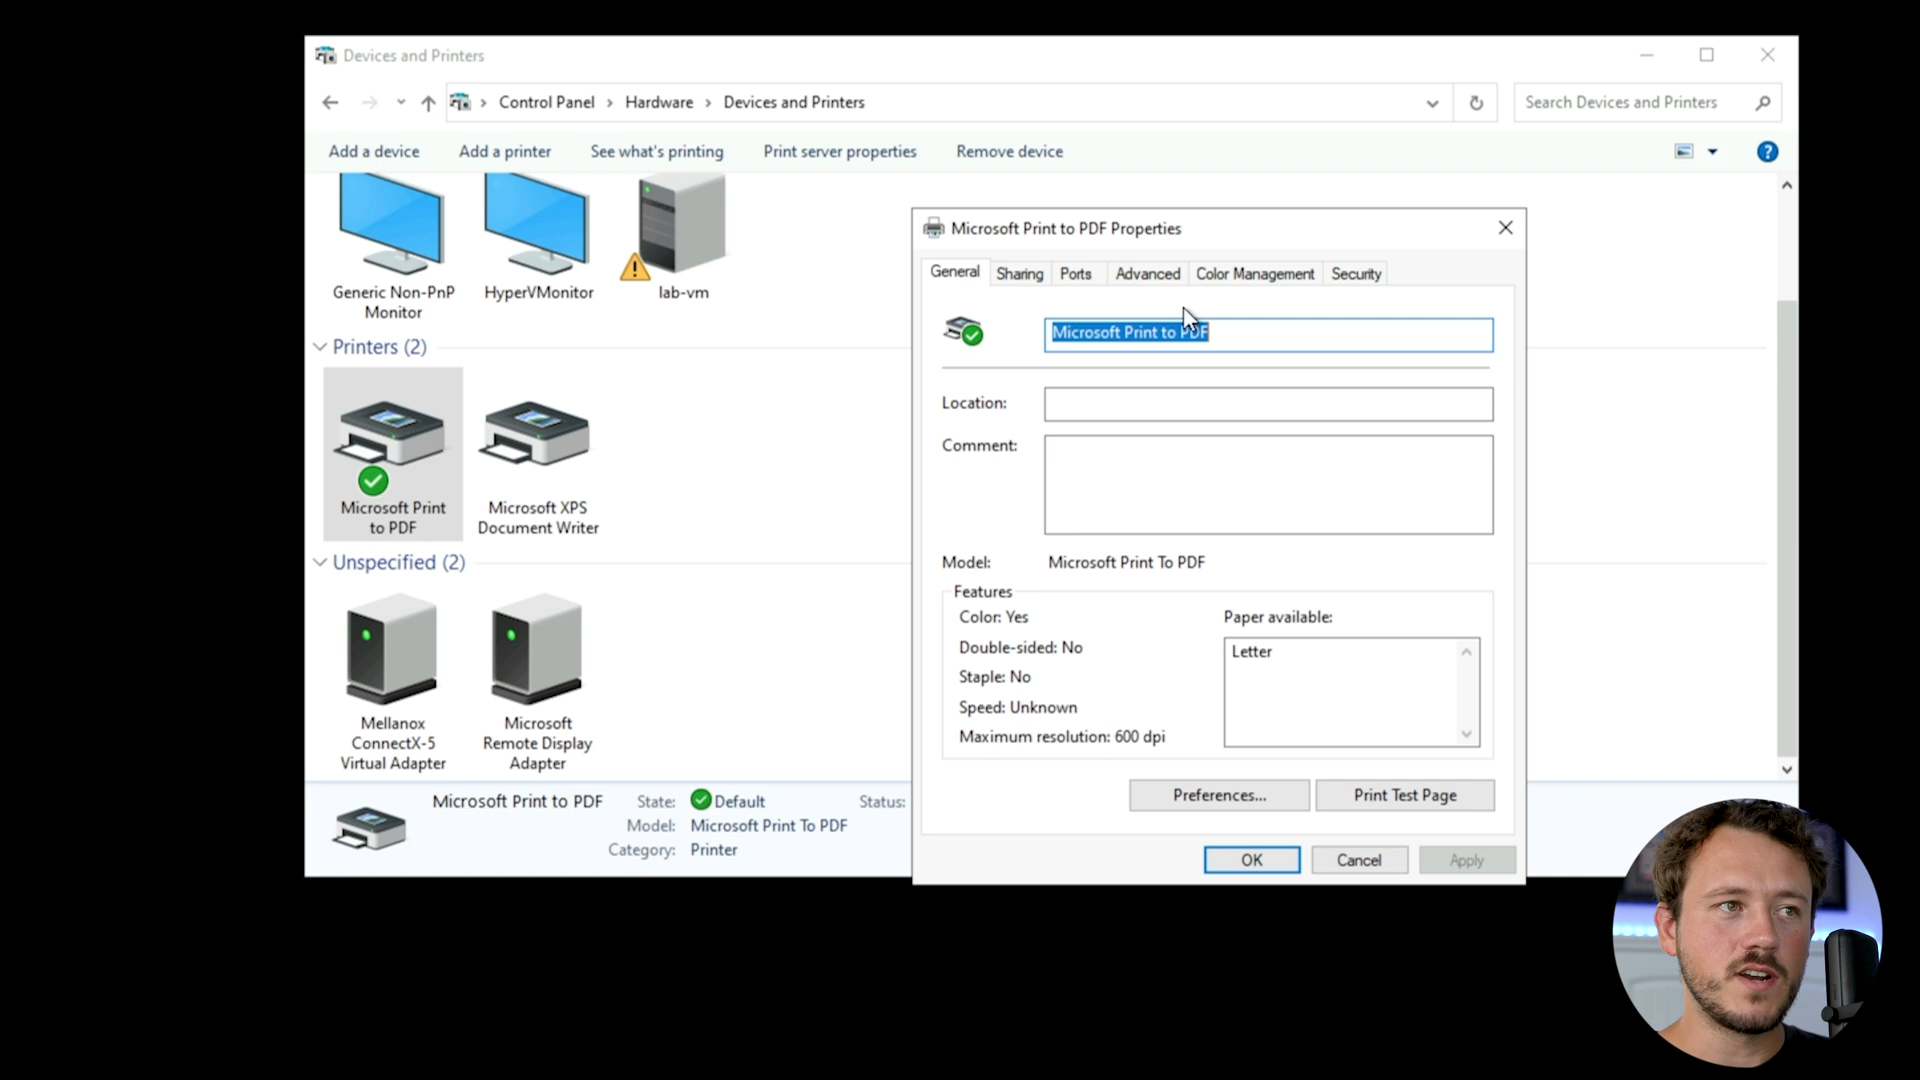 Devices and Printers
Control Panel > Hardware > Devices and Printers
Search Devices and Printers
Add a device
Add a printer
See what's printing
Print server properties
Remove device
?
Generic Non-PnP
Monitor
HyperVMonitor
lab-vm
Printers (2)
Microsoft Print
to PDF
Microsoft XPS
Document Writer
Unspecified (2)
Mellanox
ConnectX-5
Virtual Adapter
Microsoft
Remote Display
Adapter
Microsoft Print to PDF
State: Default
Status:
Model: Microsoft Print To PDF
Category: Printer
Microsoft Print to PDF Properties
General
Sharing
Ports
Advanced
Color Management
Security
Microsoft Print to PDF
Location:
Comment:
Model: Microsoft Print To PDF
Features
Color: Yes
Double-sided: No
Staple: No
Speed: Unknown
Maximum resolution: 600 dpi
Paper available:
Letter
Preferences...
Print Test Page
OK
Cancel
Apply